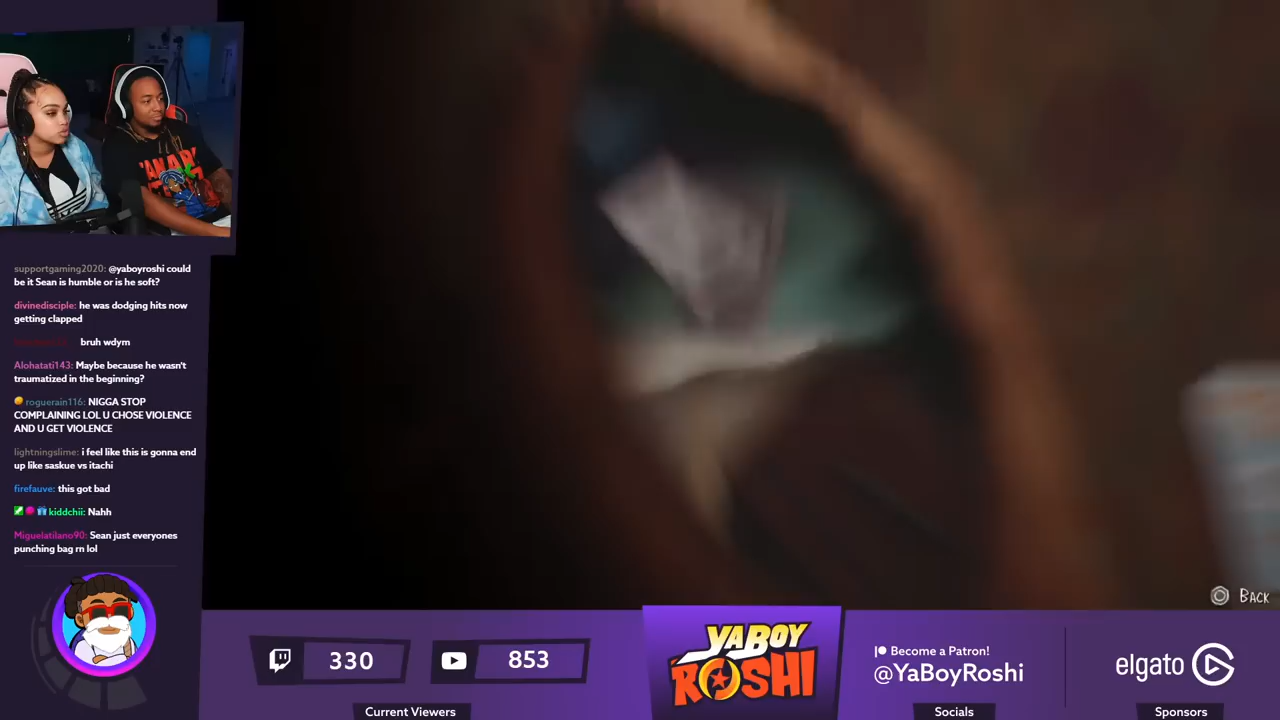 supportgaming2020: @yaboyroshi could
be it Sean is humble or is he soft?
divinedisciple: he was dodging hits now
getting clapped
bruh wdym
Alohatati143: Maybe because he wasn't
traumatized in the beginning?
roguerain116: NIGGA STOP
COMPLAINING LOL U CHOSE VIOLENCE
AND U GET VIOLENCE
lightningslime: i feel like this is gonna end
up like saskue vs itachi
firefauve: this got bad
kiddchii: Nahh
Miguelatilano90: Sean just everyones
punching bag rn lol
BACK
330
853
Current Viewers
YABOY
ROSHI
Become a Patron!
@YaBoyRoshi
Socials
elgato
Sponsors